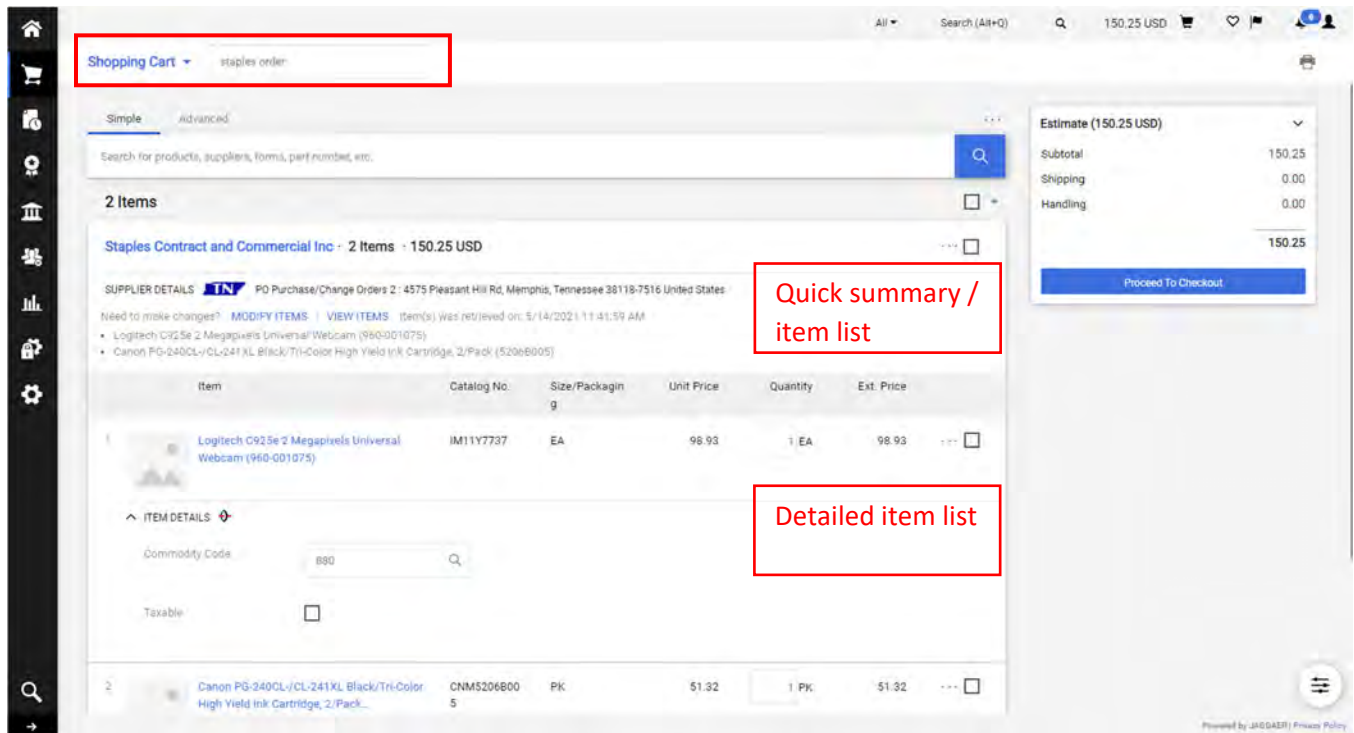 All Search (Alt+Q) 150.25 USD
Shopping Cart staples order
Simple Advanced ...
Search for products, suppliers, forms, part number, etc.
2 Items
Staples Contract and Commercial Inc · 2 Items · 150.25 USD ...
SUPPLIER DETAILS TN PO Purchase/Change Orders 2 : 4575 Pleasant Hill Rd, Memphis, Tennessee 38118-7516 United States
Need to make changes? MODIFY ITEMS | VIEW ITEMS Item(s) was retrieved on: 5/14/2021 11:41:59 AM
• Logitech C925e 2 Megapixels Universal Webcam (960-001075)
• Canon PG-240CL-/CL-241XL Black/Tri-Color High Yield Ink Cartridge, 2/Pack (5206B005)
Quick summary /
item list
Item Catalog No. Size/Packagin Unit Price Quantity Ext. Price
g
1 Logitech C925e 2 Megapixels Universal IM11Y7737 EA 98.93 1 EA 98.93 ...
Webcam (960-001075)
ITEM DETAILS
Detailed item list
Commodity Code 880
Taxable
2 Canon PG-240CL-/CL-241XL Black/Tri-Color CNM5206B00 PK 51.32 1 PK 51.32 ...
High Yield Ink Cartridge, 2/Pack... 5
Estimate (150.25 USD)
Subtotal 150.25
Shipping 0.00
Handling 0.00
150.25
Proceed To Checkout
Powered by JAGGAER | Privacy Policy